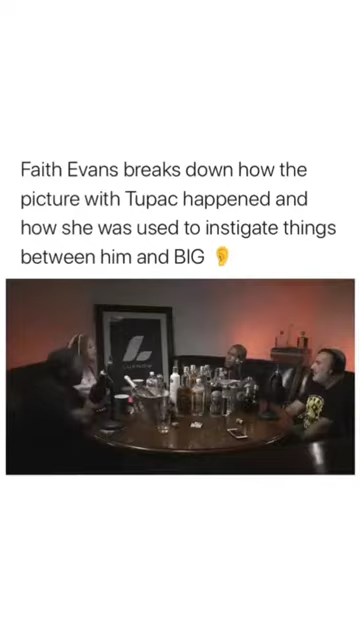 Faith Evans breaks down how the
picture with Tupac happened and
how she was used to instigate things
between him and BIG 👂